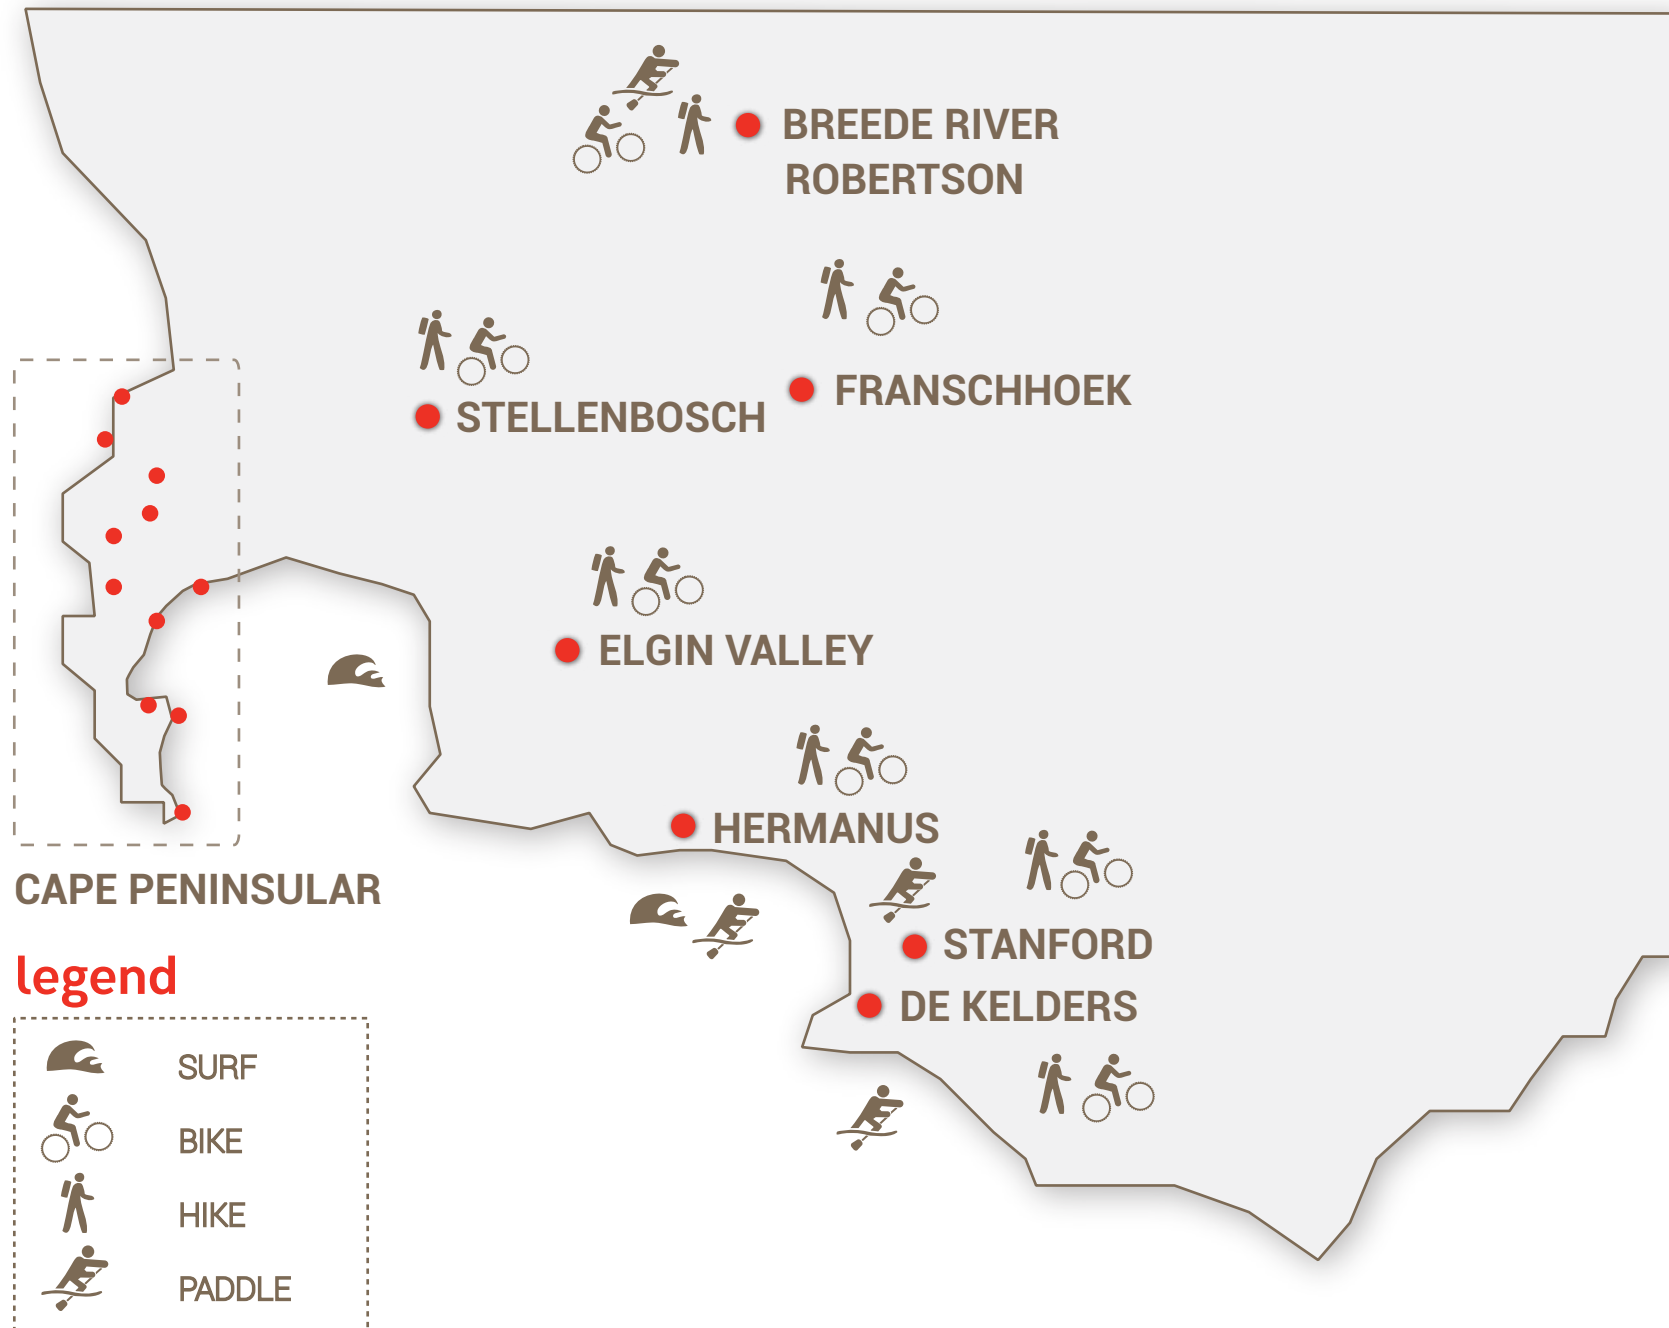 BREEDE RIVER
ROBERTSON
FRANSCHHOEK
STELLENBOSCH
ELGIN VALLEY
HERMANUS
STANFORD
DE KELDERS
CAPE PENINSULAR
legend
SURF
BIKE
HIKE
PADDLE